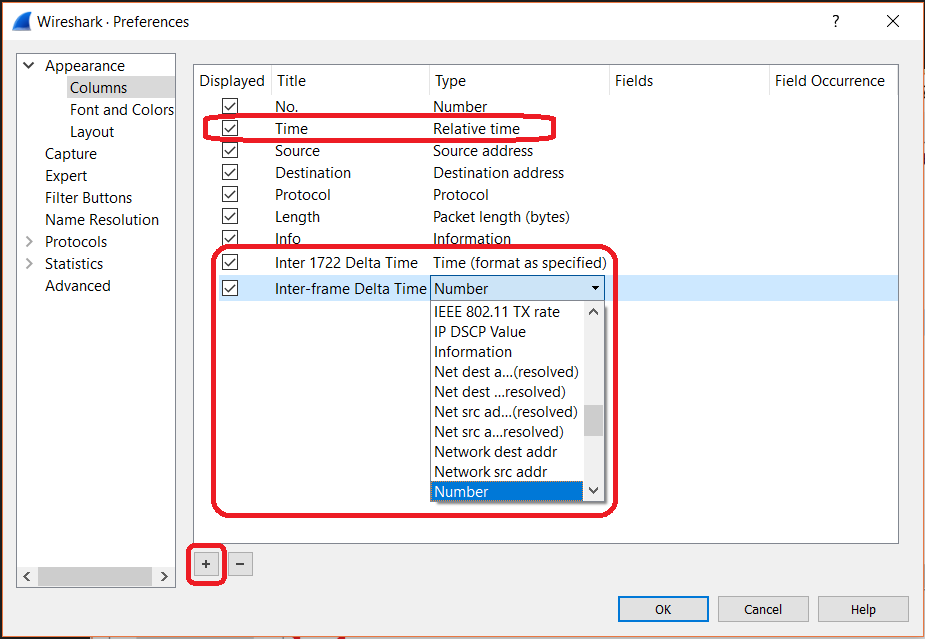 Wireshark · Preferences
?
Appearance
Columns
Font and Colors
Layout
Capture
Expert
Filter Buttons
Name Resolution
Protocols
Statistics
Advanced
Displayed Title Type Fields Field Occurrence
No. Number
Time Relative time
Source Source address
Destination Destination address
Protocol Protocol
Length Packet length (bytes)
Info Information
Inter 1722 Delta Time Time (format as specified)
Inter-frame Delta Time Number
IEEE 802.11 TX rate
IP DSCP Value
Information
Net dest a...(resolved)
Net dest ...resolved)
Net src ad...(resolved)
Net src a...resolved)
Network dest addr
Network src addr
Number
+ −
OK Cancel Help